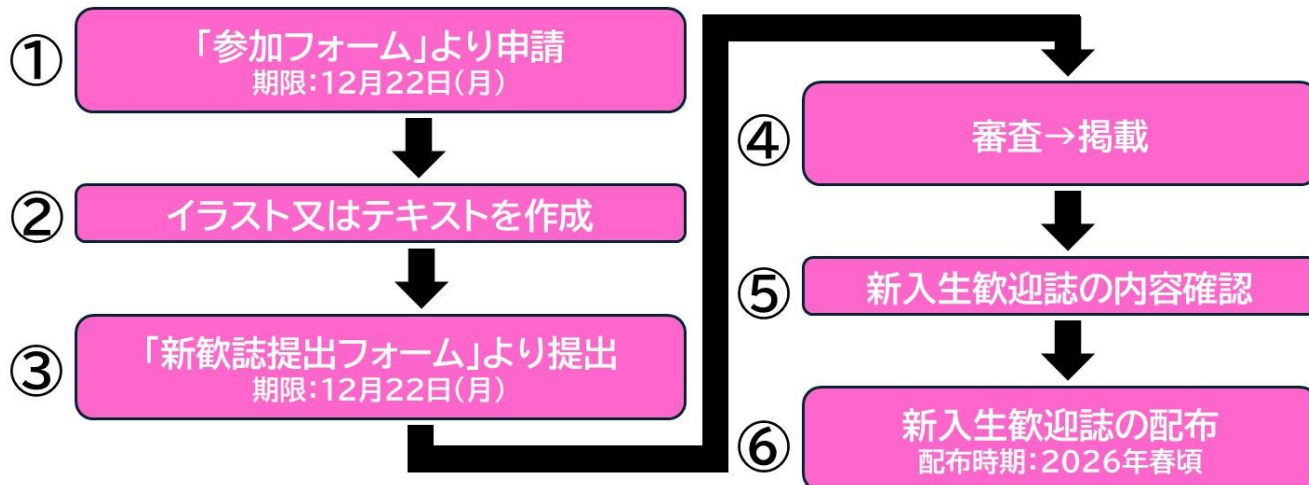 ①
「参加フォーム」より申請
期限:12月22日(月)
②
イラスト又はテキストを作成
③
「新歓誌提出フォーム」より提出
期限:12月22日(月)
④
審査→掲載
⑤
新入生歓迎誌の内容確認
⑥
新入生歓迎誌の配布
配布時期:2026年春頃